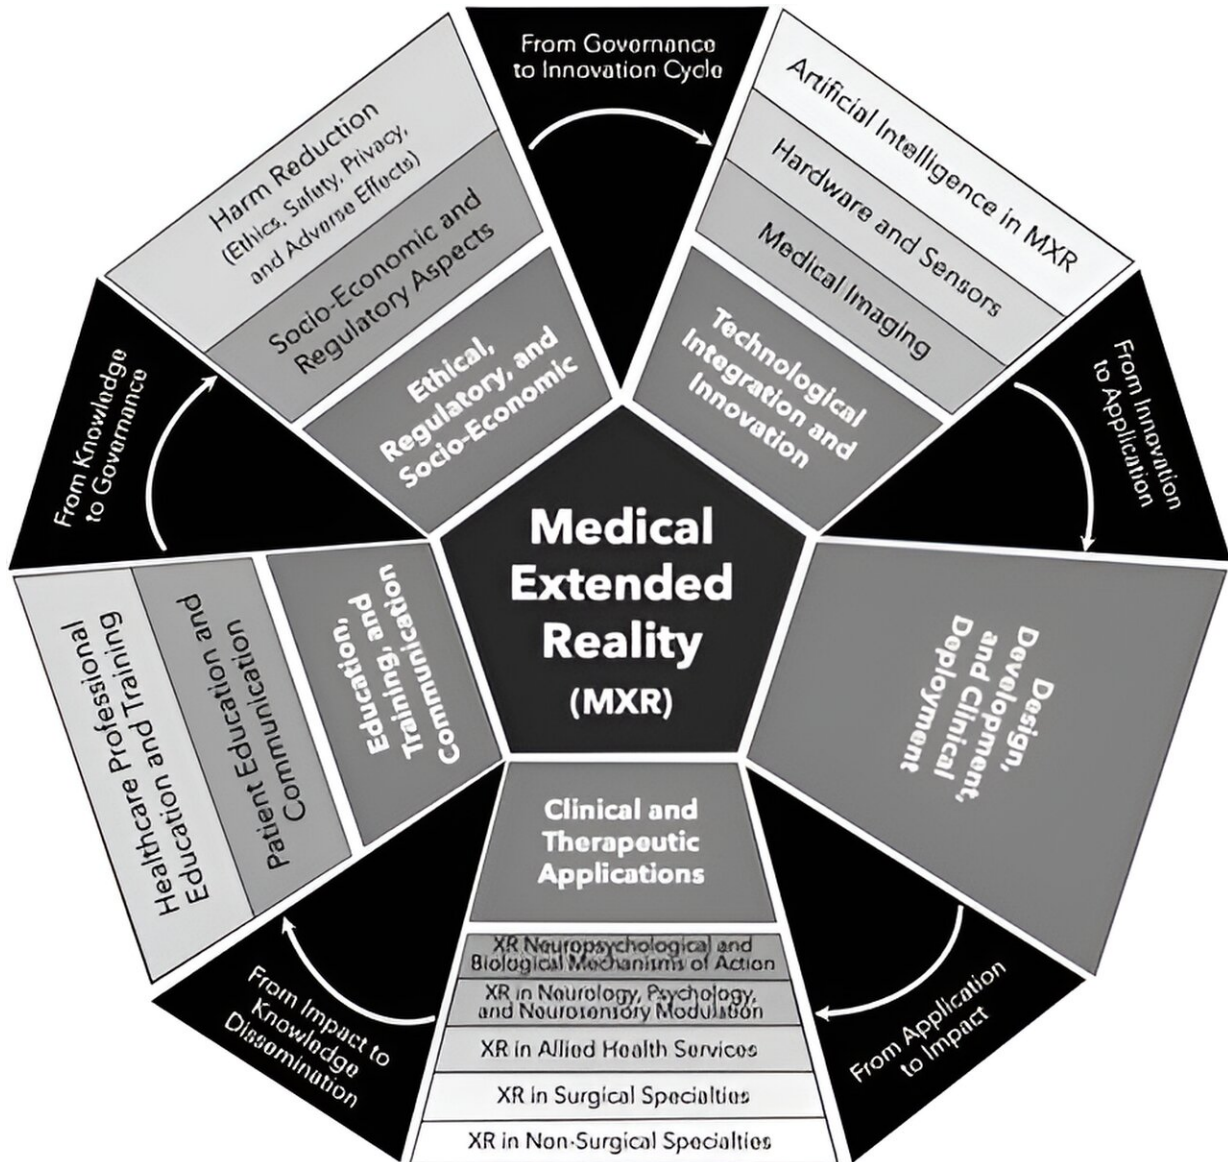 From Governance
to Innovation Cycle
Artificial Intelligence in MXR
Hardware and Sensors
Medical Imaging
Technological
Integration and
Innovation
From Innovation
to Application
Design,
Development,
and Clinical
Deployment
From Application
to Impact
Clinical and
Therapeutic
Applications
XR Neuropsychological and
Biological Mechanisms of Action
XR in Neurology, Psychology,
and Neurosensory Modulation
XR in Allied Health Services
XR in Surgical Specialties
XR in Non-Surgical Specialties
From Impact to
Knowledge
Dissemination
Education,
Training, and
Communication
Patient Education and
Communication
Healthcare Professional
Education and Training
From Knowledge
to Governance
Harm Reduction
(Ethics, Safety, Privacy,
and Adverse Effects)
Socio-Economic and
Regulatory Aspects
Ethical,
Regulatory, and
Socio-Economic
Medical
Extended
Reality
(MXR)